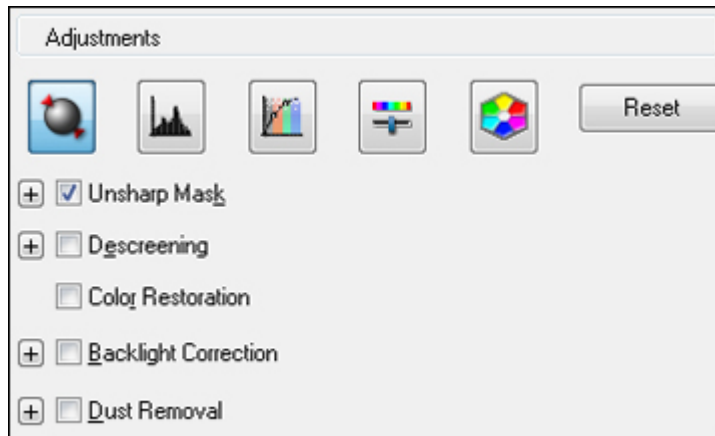 Adjustments
Reset
Unsharp Mask
Descreening
Color Restoration
Backlight Correction
Dust Removal